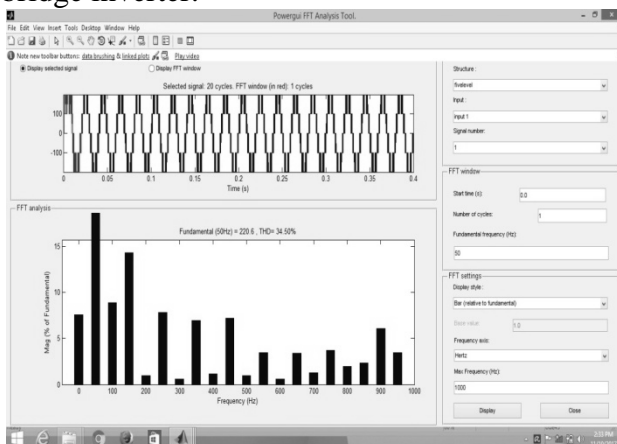 bridge inverter.
Powergui FFT Analysis Tool.
File Edit View Insert Tools Desktop Window Help
Note new toolbar buttons: data brushing & linked plots Play video
Display selected signal Display FFT window
Selected signal: 20 cycles. FFT window (in red): 1 cycles
100
0
-100
0 0.05 0.1 0.15 0.2 0.25 0.3 0.35 0.4
Time (s)
FFT analysis
Fundamental (50Hz) = 220.6 , THD= 34.50%
15
10
5
0
Mag (% of Fundamental)
0 100 200 300 400 500 600 700 800 900 1000
Frequency (Hz)
Structure :
fivelevel
Input :
input 1
Signal number:
1
FFT window
Start time (s): 0.0
Number of cycles: 1
Fundamental frequency (Hz):
50
FFT settings
Display style :
Bar (relative to fundamental)
Base value: 1.0
Frequency axis:
Hertz
Max Frequency (Hz):
1000
Display Close